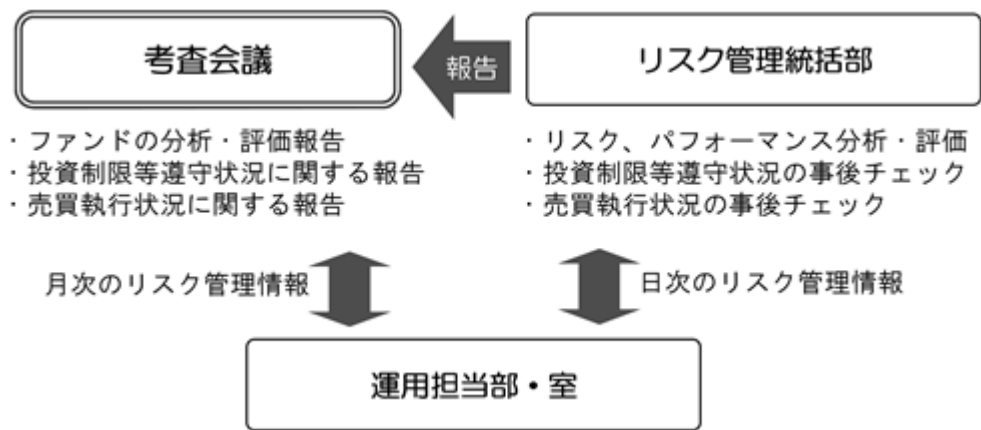 考査会議
報告
リスク管理統括部
・ファンドの分析・評価報告
・投資制限等遵守状況に関する報告
・売買執行状況に関する報告
・リスク、パフォーマンス分析・評価
・投資制限等遵守状況の事後チェック
・売買執行状況の事後チェック
月次のリスク管理情報
日次のリスク管理情報
運用担当部・室